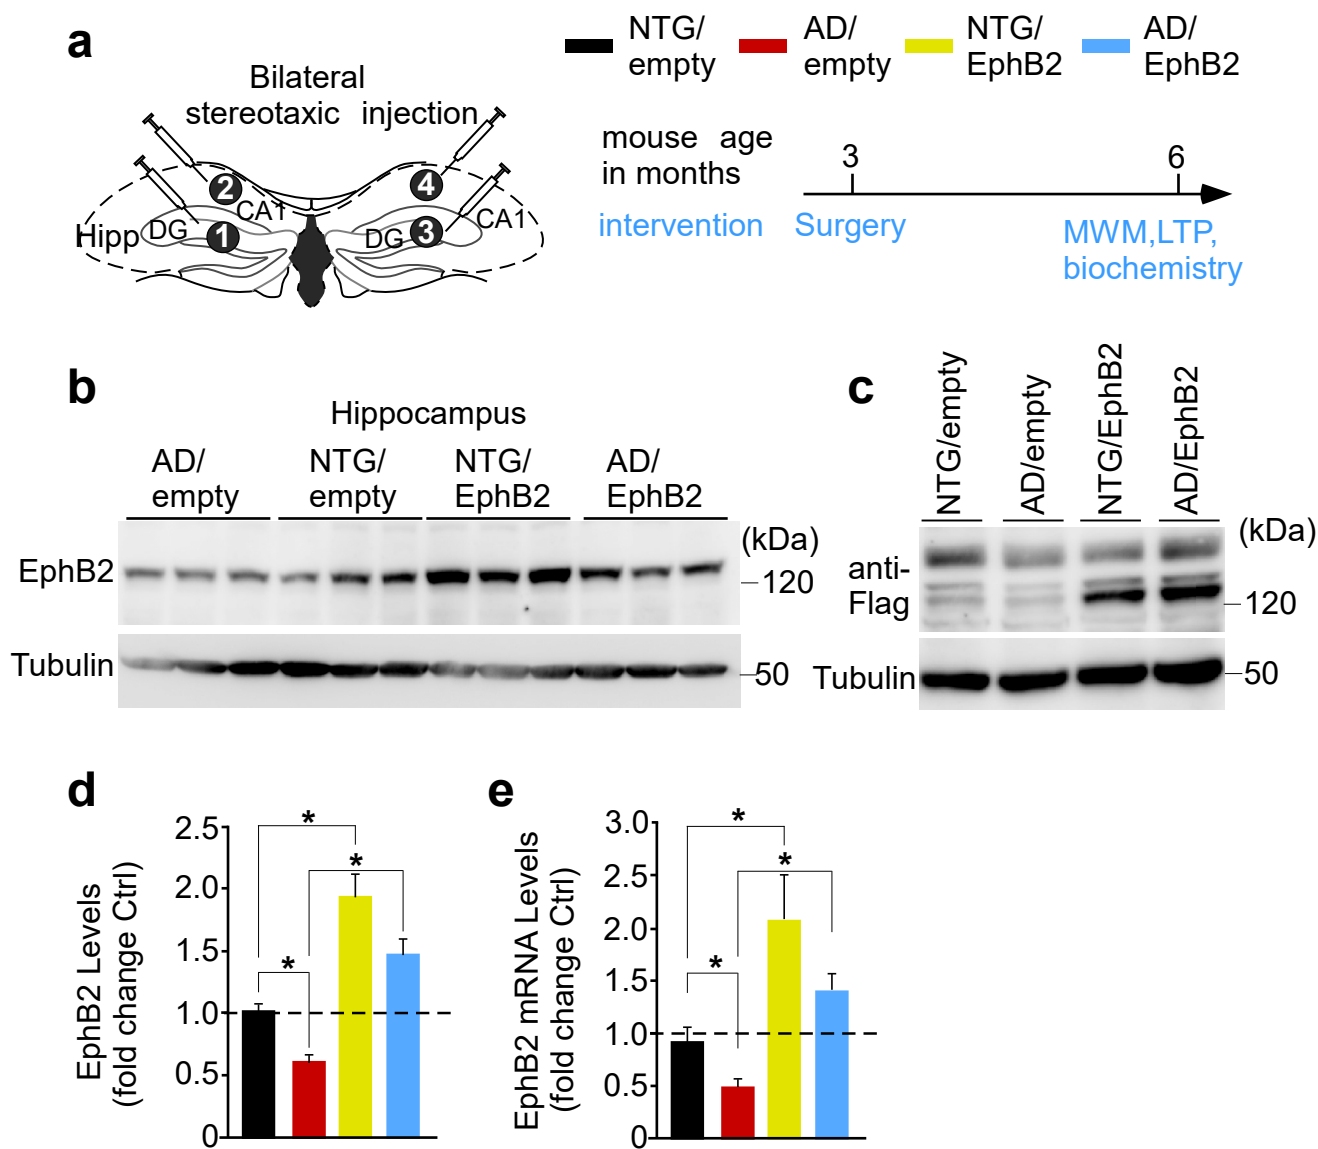 a
NTG/
empty
AD/
empty
NTG/
EphB2
AD/
EphB2
Bilateral
stereotaxic injection
2
4
CA1
CA1
Hipp
DG
1
DG
3
mouse age
in months
3
6
intervention
Surgery
MWM,LTP,
biochemistry
b
Hippocampus
AD/
empty
NTG/
empty
NTG/
EphB2
AD/
EphB2
(kDa)
EphB2
120
Tubulin
50
c
NTG/empty
AD/empty
NTG/EphB2
AD/EphB2
(kDa)
anti-
Flag
120
Tubulin
50
d
EphB2 Levels
(fold change Ctrl)
2.5
2.0
1.5
1.0
0.5
0
*
*
*
e
EphB2 mRNA Levels
(fold change Ctrl)
3.0
2.5
2.0
1.5
1.0
0.5
0
*
*
*